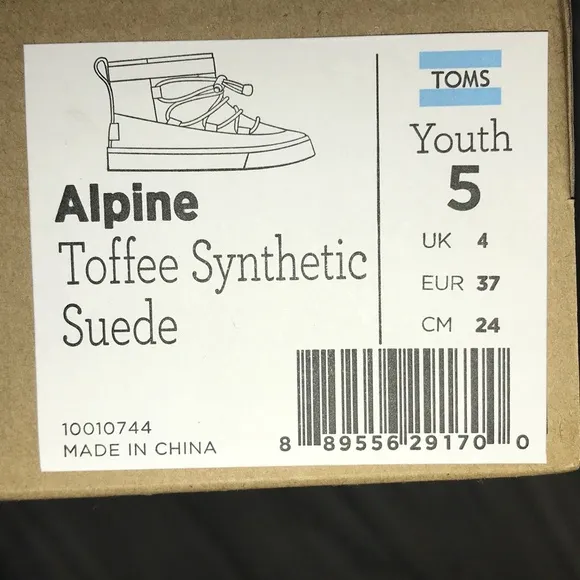 Alpine
Toffee Synthetic
Suede
10010744
MADE IN CHINA
TOMS
Youth
5
UK 4
EUR 37
CM 24
8 89556 29170 0